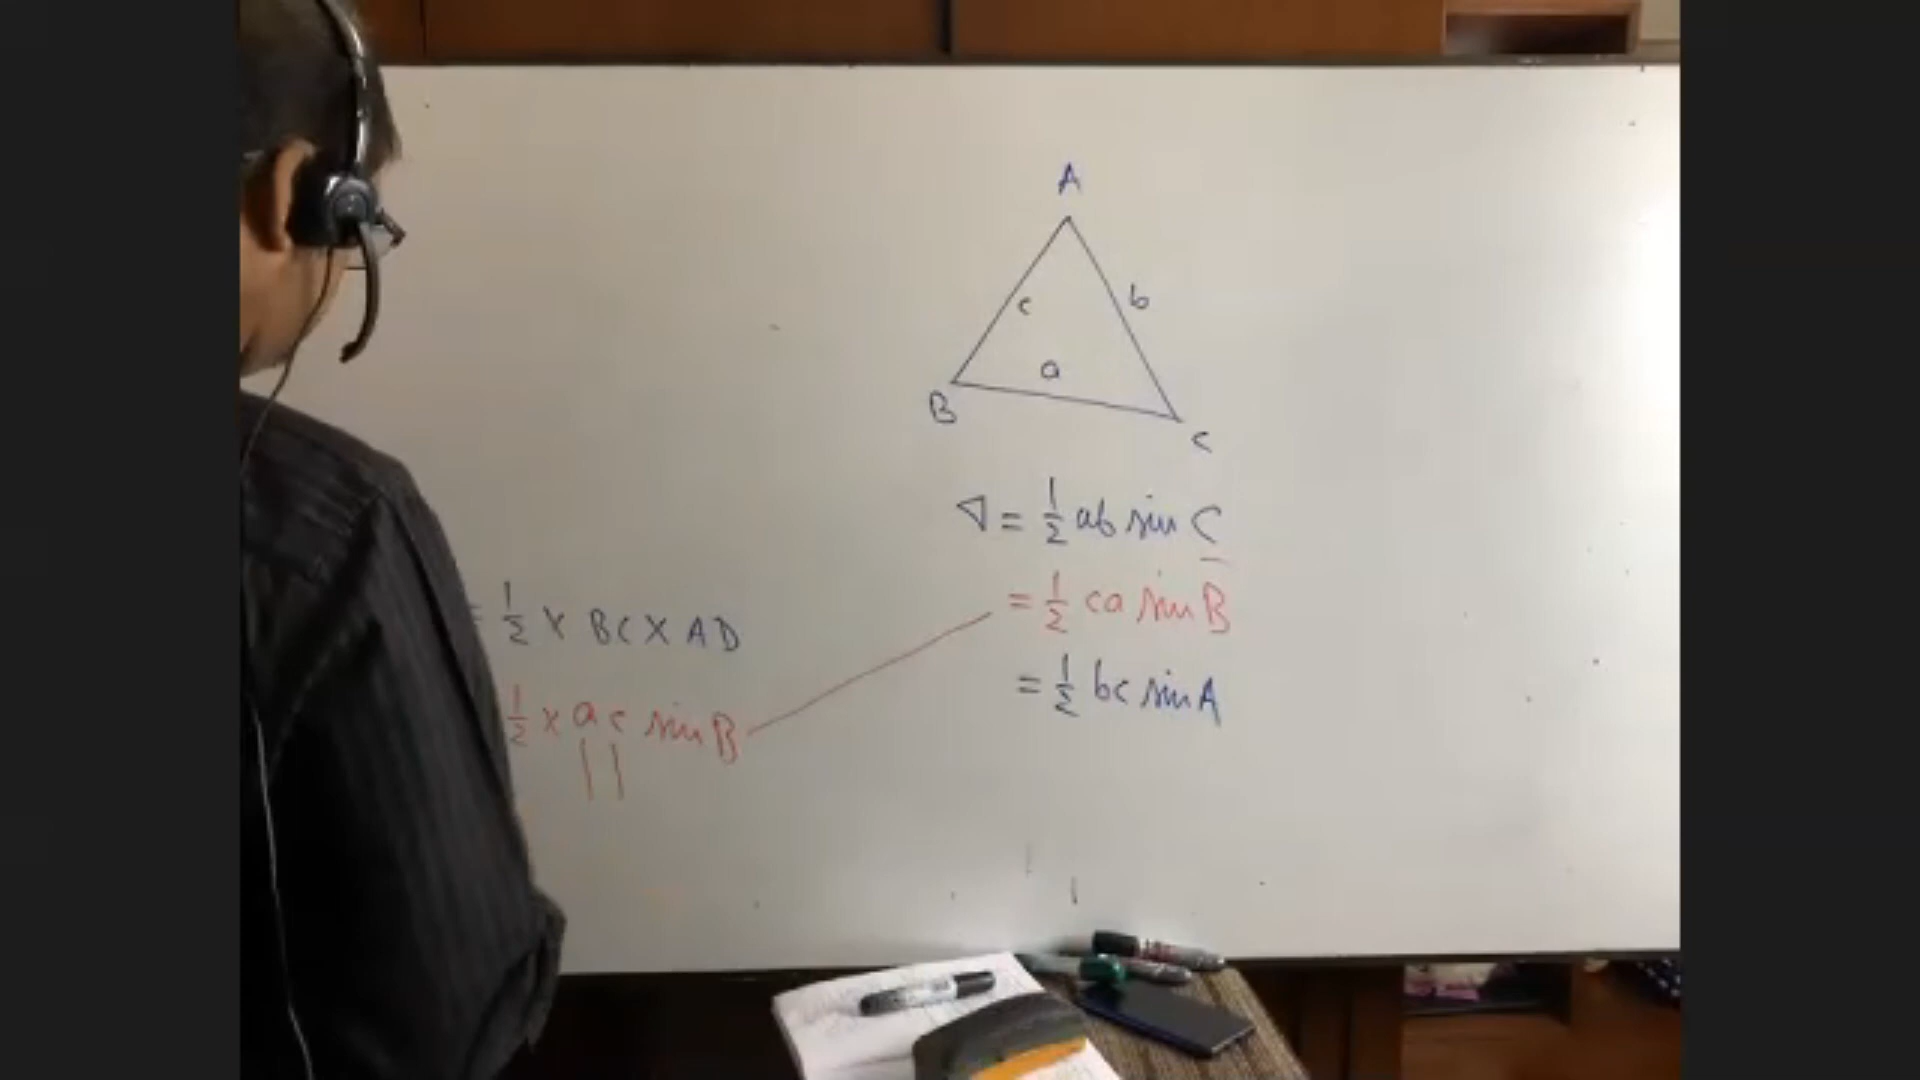 A
c
b
a
B
C
∇ = 1/2 ab sin C
= 1/2 ca sin B
= 1/2 bc sin A
= 1/2 × BC × AD
1/2 × ac sin B